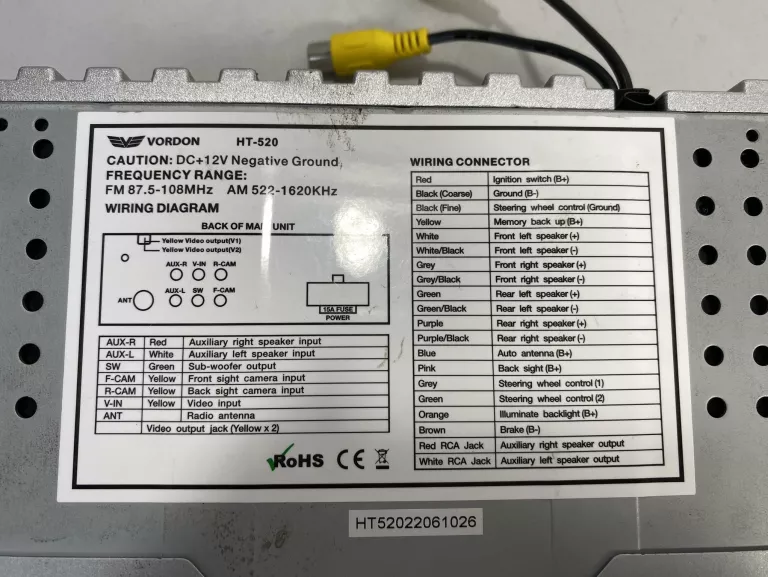 VORDON HT-520
CAUTION: DC+12V Negative Ground,
FREQUENCY RANGE:
FM 87.5-108MHz AM 522-1620KHz
WIRING DIAGRAM
BACK OF MAIN UNIT
Yellow Video output(V1)
Yellow Video output(V2)
AUX-R V-IN R-CAM
AUX-L SW F-CAM
ANT
15A FUSE
POWER
AUX-R Red Auxiliary right speaker input
AUX-L White Auxiliary left speaker input
SW Green Sub-woofer output
F-CAM Yellow Front sight camera input
R-CAM Yellow Back sight camera input
V-IN Yellow Video input
ANT Radio antenna
Video output jack (Yellow x 2)
RoHS CE
WIRING CONNECTOR
Red Ignition switch (B+)
Black (Coarse) Ground (B-)
Black (Fine) Steering wheel control (Ground)
Yellow Memory back up (B+)
White Front left speaker (+)
White/Black Front left speaker (-)
Grey Front right speaker (+)
Grey/Black Front right speaker (-)
Green Rear left speaker (+)
Green/Black Rear left speaker (-)
Purple Rear right speaker (+)
Purple/Black Rear right speaker (-)
Blue Auto antenna (B+)
Pink Back sight (B+)
Grey Steering wheel control (1)
Green Steering wheel control (2)
Orange Illuminate backlight (B+)
Brown Brake (B-)
Red RCA Jack Auxiliary right speaker output
White RCA Jack Auxiliary left speaker output
HT52022061026